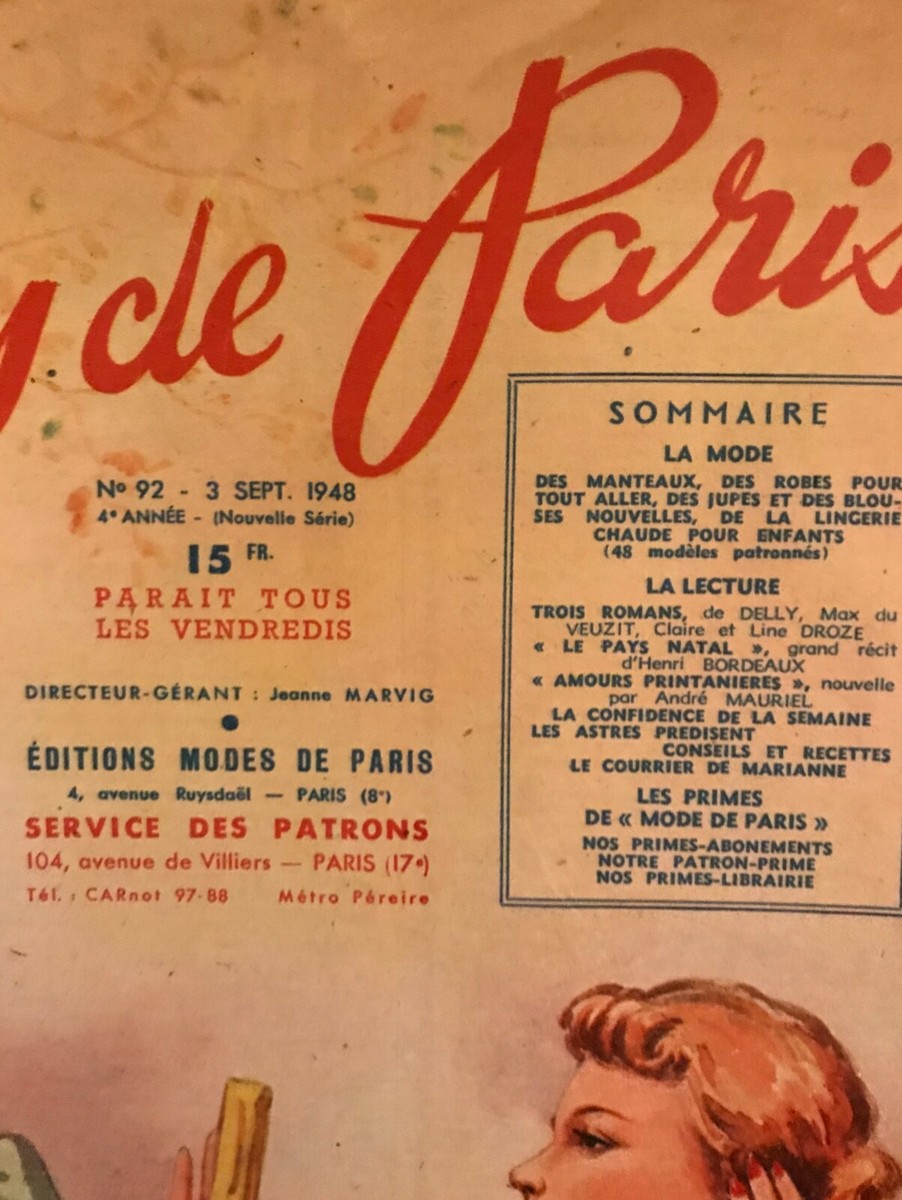 de Paris
Nº 92 - 3 SEPT. 1948
4º ANNÉE - (Nouvelle Série)
15 FR.
PARAIT TOUS
LES VENDREDIS
DIRECTEUR-GÉRANT : Jeanne MARVIG
ÉDITIONS MODES DE PARIS
4, avenue Ruysdaël — PARIS (8º)
SERVICE DES PATRONS
104, avenue de Villiers — PARIS (17º)
Tél. : CARnot 97-88 Métro Péreire
SOMMAIRE
LA MODE
DES MANTEAUX, DES ROBES POUR
TOUT ALLER, DES JUPES ET DES BLOU-
SES NOUVELLES, DE LA LINGERIE
CHAUDE POUR ENFANTS
(48 modèles patronnés)
LA LECTURE
TROIS ROMANS, de DELLY, Max du
VEUZIT, Claire et Line DROZE
« LE PAYS NATAL », grand récit
d'Henri BORDEAUX
« AMOURS PRINTANIERES », nouvelle
par André MAURIEL
LA CONFIDENCE DE LA SEMAINE
LES ASTRES PREDISENT
CONSEILS ET RECETTES
LE COURRIER DE MARIANNE
LES PRIMES
DE « MODE DE PARIS »
NOS PRIMES-ABONEMENTS
NOTRE PATRON-PRIME
NOS PRIMES-LIBRAIRIE